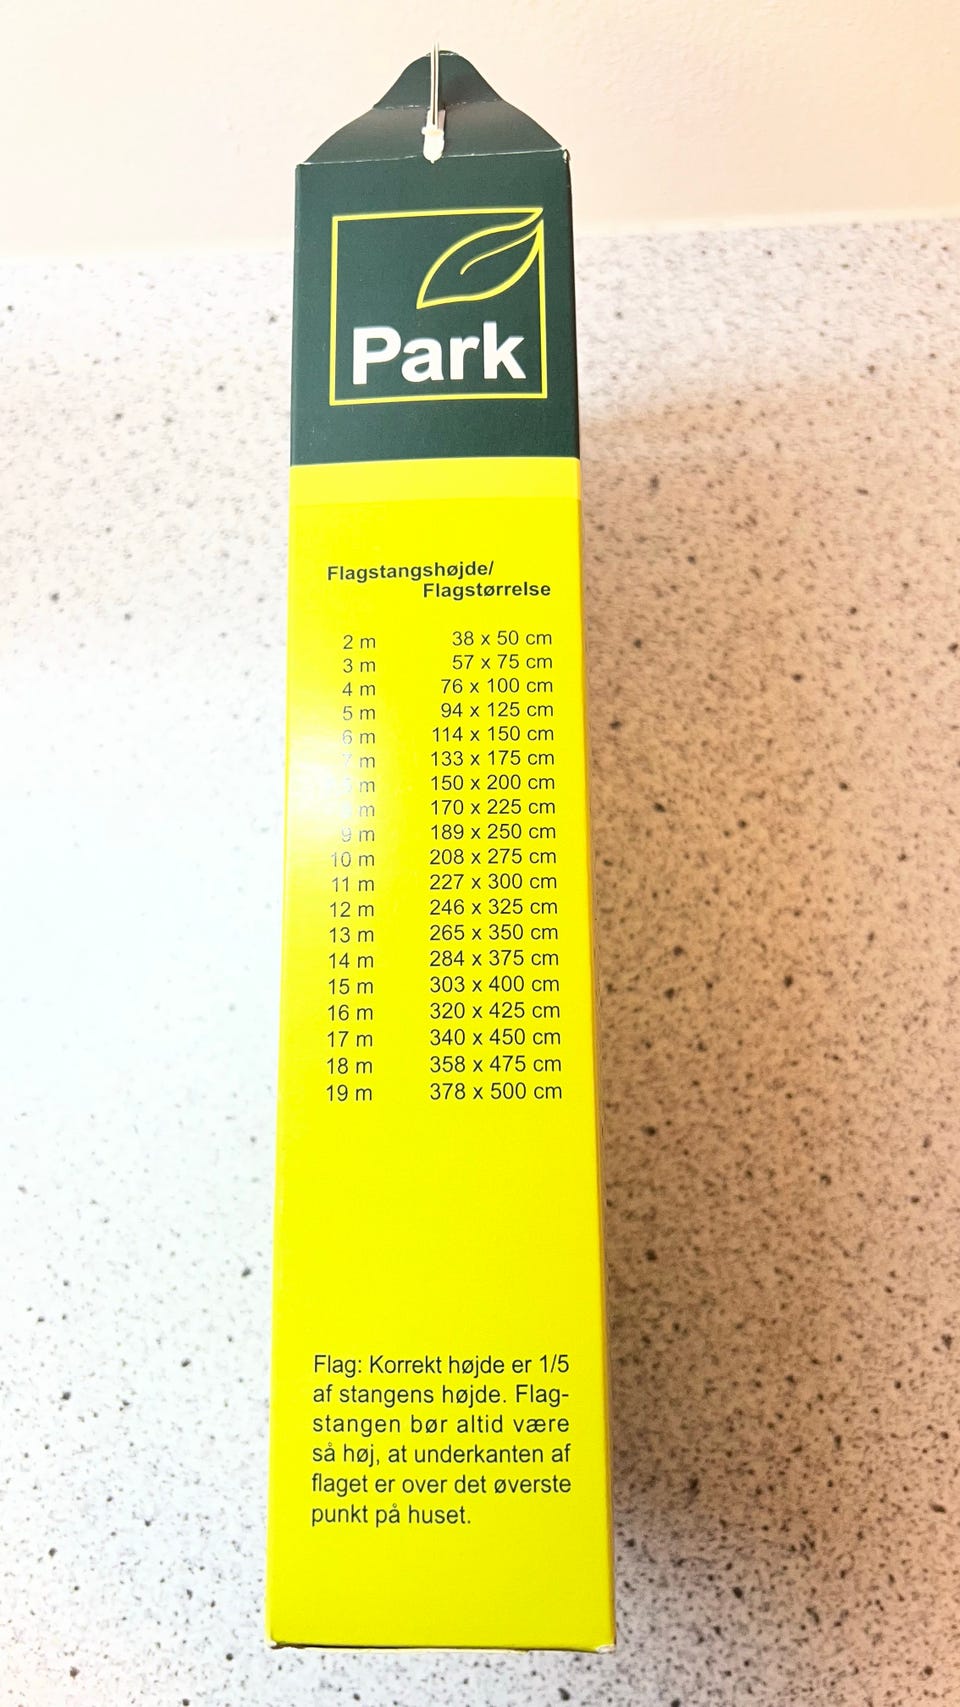 Park
Flagstangshøjde/
Flagstørrelse
2 m 38 x 50 cm
3 m 57 x 75 cm
4 m 76 x 100 cm
5 m 94 x 125 cm
6 m 114 x 150 cm
7 m 133 x 175 cm
m 150 x 200 cm
m 170 x 225 cm
9 m 189 x 250 cm
10 m 208 x 275 cm
11 m 227 x 300 cm
12 m 246 x 325 cm
13 m 265 x 350 cm
14 m 284 x 375 cm
15 m 303 x 400 cm
16 m 320 x 425 cm
17 m 340 x 450 cm
18 m 358 x 475 cm
19 m 378 x 500 cm
Flag: Korrekt højde er 1/5
af stangens højde. Flag-
stangen bør altid være
så høj, at underkanten af
flaget er over det øverste
punkt på huset.